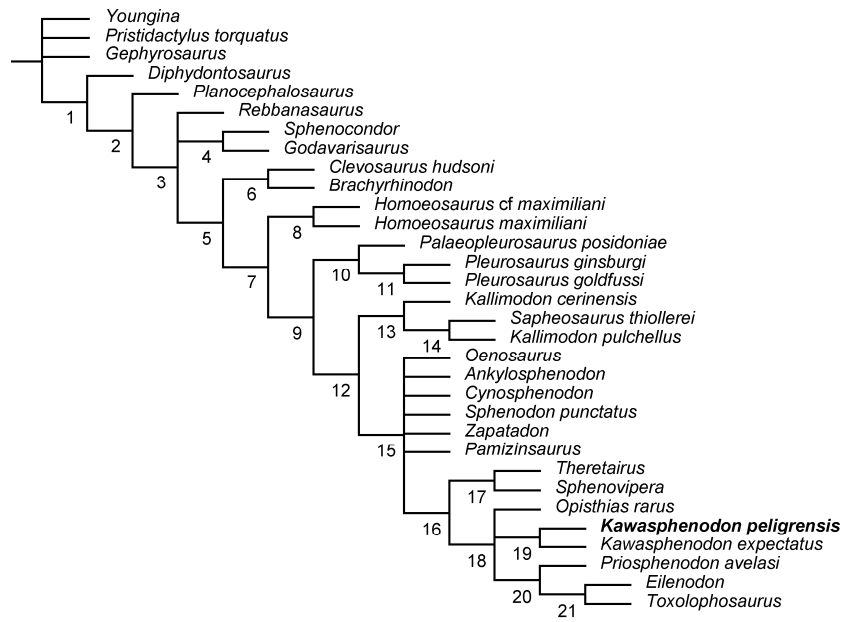 Youngina
Pristidactylus torquatus
Gephyrosaurus
Diphydontosaurus
1
Planocephalosaurus
2
Rebbanasaurus
Sphenocondor
4
Godavarisaurus
3
Clevosaurus hudsoni
6
Brachyrhinodon
Homoeosaurus cf maximiliani
8
Homoeosaurus maximiliani
5
Palaeopleurosaurus posidoniae
10
Pleurosaurus ginsburgi
7
11
Pleurosaurus goldfussi
Kallimodon cerinensis
Sapheosaurus thiollerei
9
13
Kallimodon pulchellus
14
Oenosaurus
Ankylosphenodon
12
Cynosphenodon
Sphenodon punctatus
Zapatadon
15
Pamizinsaurus
Theretairus
17
Sphenovipera
Opisthias rarus
16
Kawasphenodon peligrensis
19
Kawasphenodon expectatus
18
Priosphenodon avelasi
Eilenodon
20
Toxolophosaurus
21